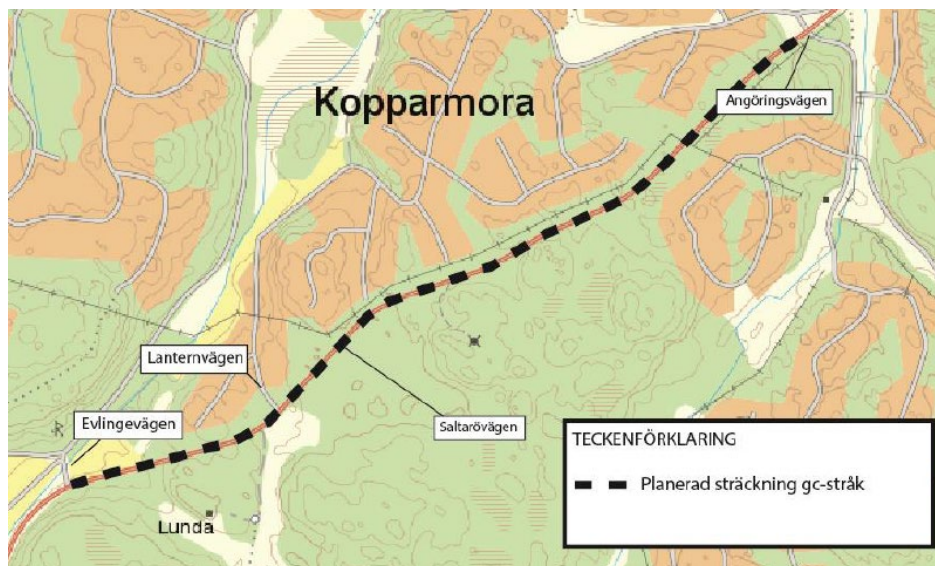 Kopparmora
Angöringsvägen
Lanternvägen
Evlingevägen
Saltarövägen
Lunda
TECKENFÖRKLARING
Planerad sträckning gc-stråk